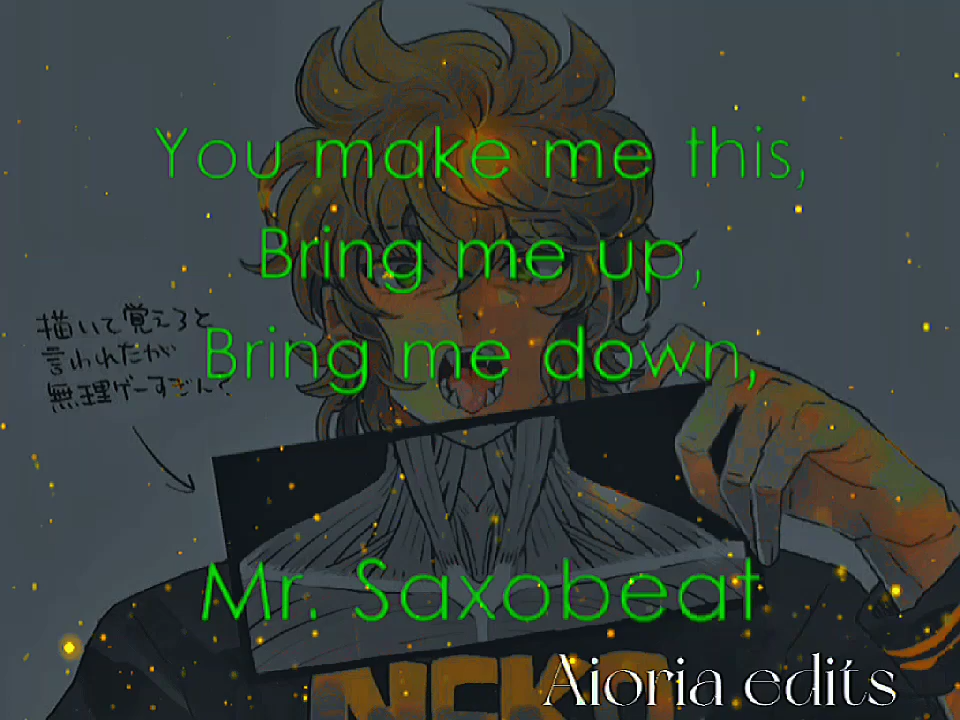 You make me this,
Bring me up,
Bring me down,
描いて覚えろと
言われたが
無理ゲーすぎん?
Mr. Saxobeat
NEKO
Aioria edits